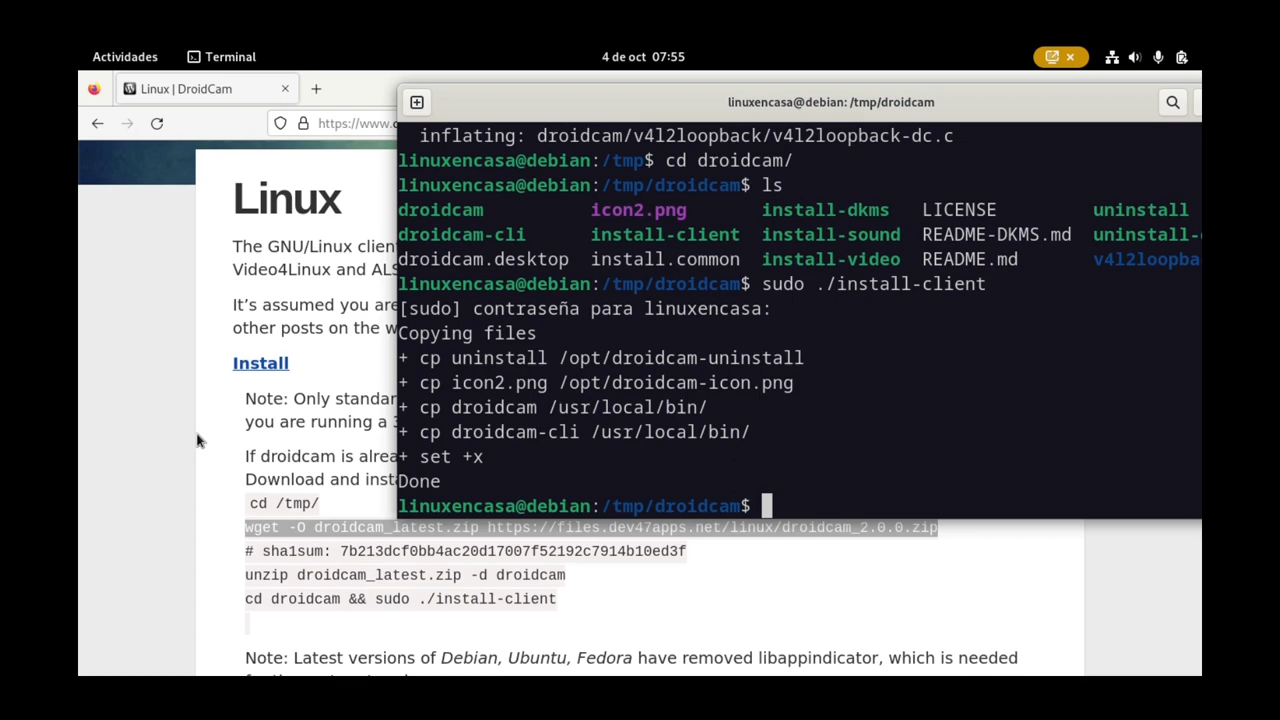 Actividades
Terminal
4 de oct 07:55
Linux | DroidCam
https://www.
linuxencasa@debian: /tmp/droidcam
inflating: droidcam/v4l2loopback/v4l2loopback-dc.c
linuxencasa@debian:/tmp$ cd droidcam/
linuxencasa@debian:/tmp/droidcam$ ls
droidcam icon2.png install-dkms LICENSE uninstall
droidcam-cli install-client install-sound README-DKMS.md uninstall-
droidcam.desktop install.common install-video README.md v4l2loopba
linuxencasa@debian:/tmp/droidcam$ sudo ./install-client
[sudo] contraseña para linuxencasa:
Copying files
+ cp uninstall /opt/droidcam-uninstall
+ cp icon2.png /opt/droidcam-icon.png
+ cp droidcam /usr/local/bin/
+ cp droidcam-cli /usr/local/bin/
+ set +x
Done
linuxencasa@debian:/tmp/droidcam$
Linux
The GNU/Linux clien
Video4Linux and ALS
It's assumed you are
other posts on the w
Install
Note: Only standar
you are running a 3
If droidcam is alrea
Download and insta
cd /tmp/
wget -O droidcam_latest.zip https://files.dev47apps.net/linux/droidcam_2.0.0.zip
# sha1sum: 7b213dcf0bb4ac20d17007f52192c7914b10ed3f
unzip droidcam_latest.zip -d droidcam
cd droidcam && sudo ./install-client
Note: Latest versions of Debian, Ubuntu, Fedora have removed libappindicator, which is needed